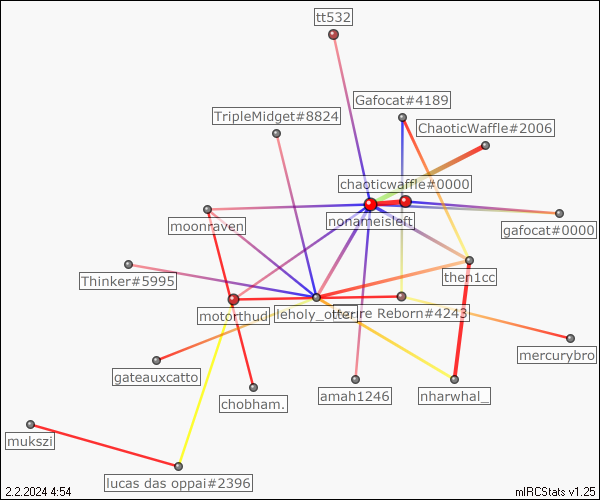 tt532
Gafocat#4189
TripleMidget#8824
ChaoticWaffle#2006
chaoticwaffle#0000
moonraven
nonameisleft
gafocat#0000
Thinker#5995
then1cc
motorthud
leholy_otter
re Reborn#4243
mercurybro
gateauxcatto
chobham.
amah1246
nharwhal_
mukszi
lucas das oppai#2396
2.2.2024 4:54
mIRCStats v1.25